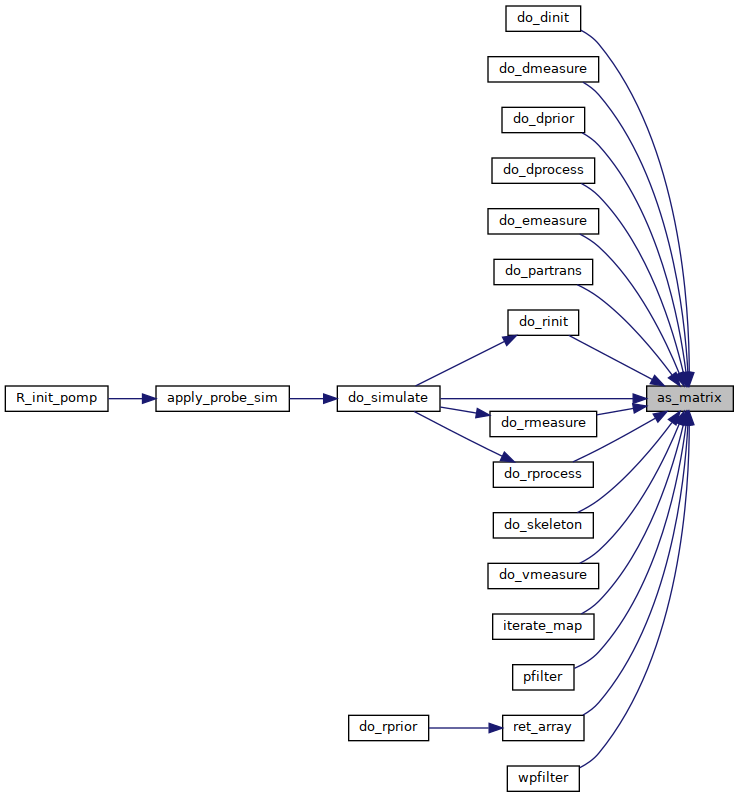 do_dinit
do_dmeasure
do_dprior
do_dprocess
do_emeasure
do_partrans
do_rinit
R_init_pomp
apply_probe_sim
do_simulate
as_matrix
do_rmeasure
do_rprocess
do_skeleton
do_vmeasure
iterate_map
pfilter
do_rprior
ret_array
wpfilter